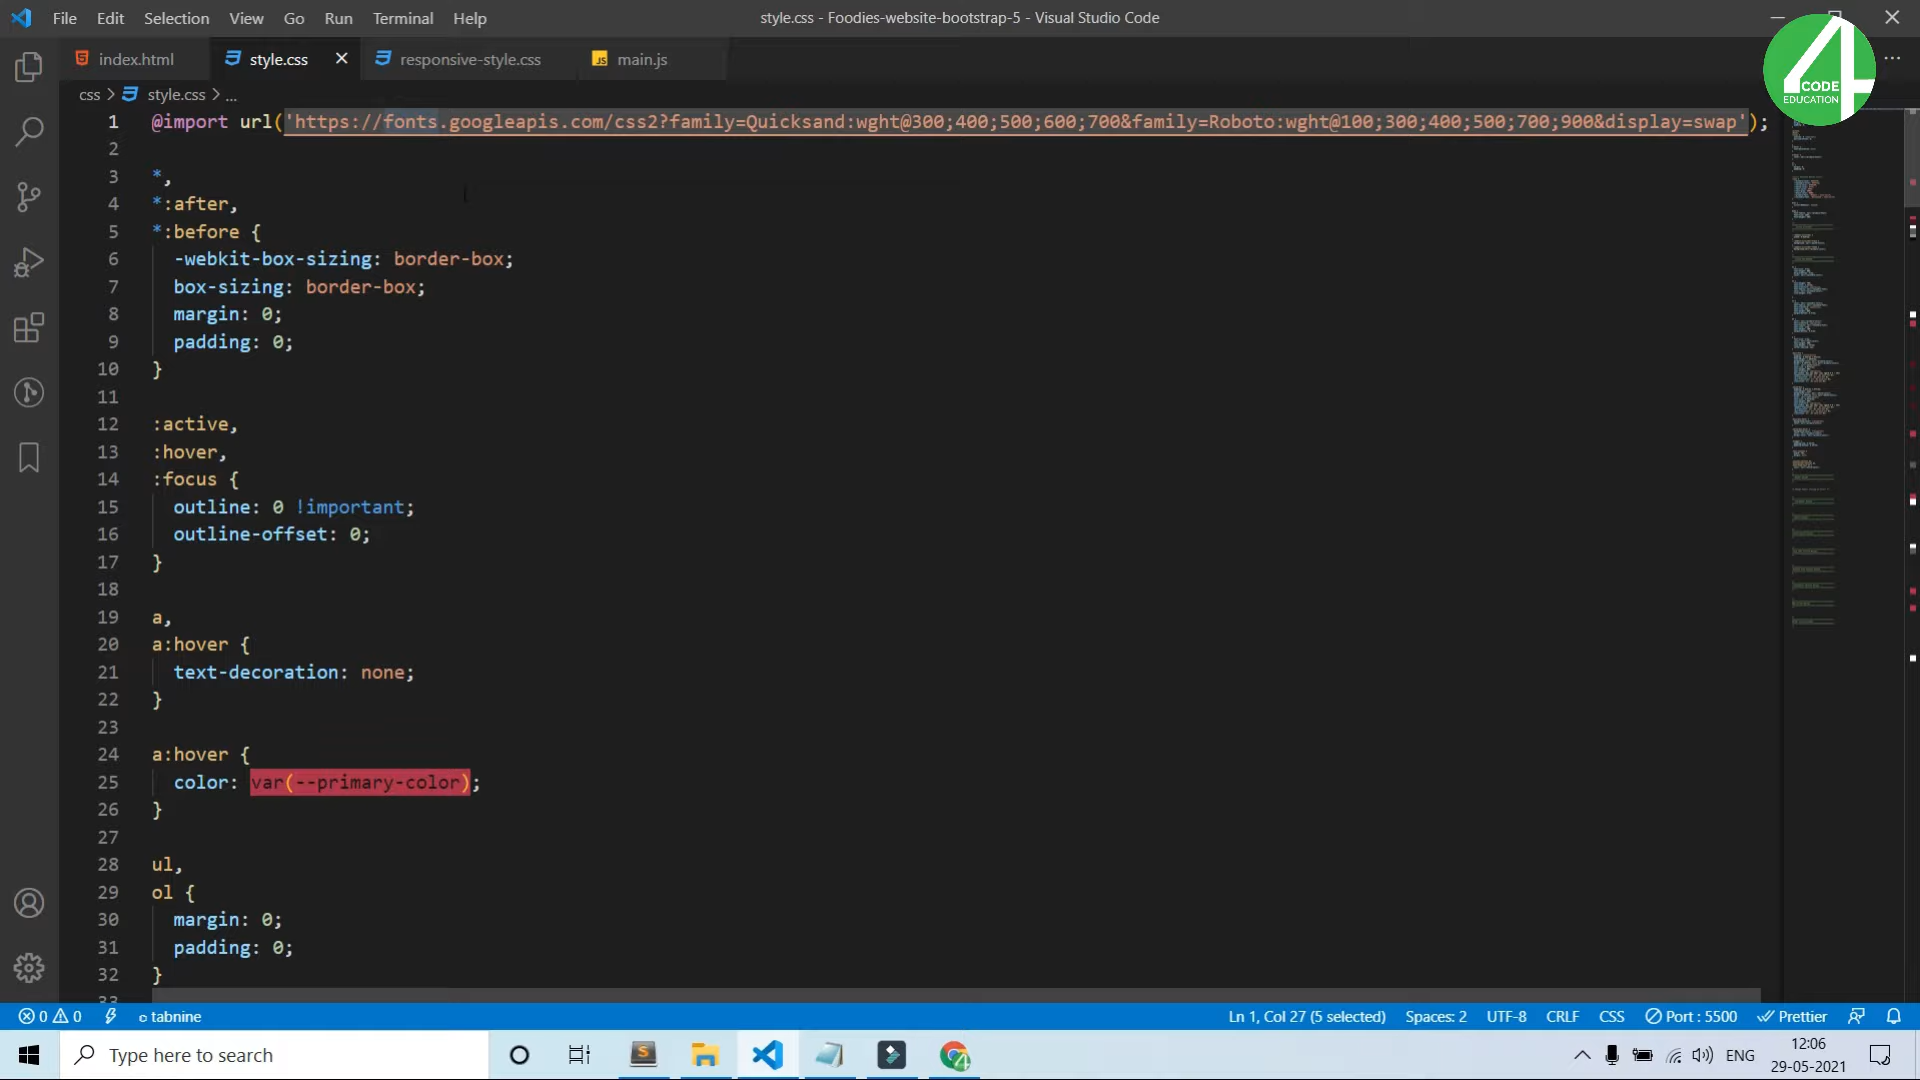 File Edit Selection View Go Run Terminal Help
style.css - Foodies-website-bootstrap-5 - Visual Studio Code
index.html style.css responsive-style.css JS main.js
4 CODE EDUCATION
css > style.css > ...
1 @import url('https://fonts.googleapis.com/css2?family=Quicksand:wght@300;400;500;600;700&family=Roboto:wght@100;300;400;500;700;900&display=swap');
2
3 *,
4 *:after,
5 *:before {
6 -webkit-box-sizing: border-box;
7 box-sizing: border-box;
8 margin: 0;
9 padding: 0;
10 }
11
12 :active,
13 :hover,
14 :focus {
15 outline: 0 !important;
16 outline-offset: 0;
17 }
18
19 a,
20 a:hover {
21 text-decoration: none;
22 }
23
24 a:hover {
25 color: var(--primary-color);
26 }
27
28 ul,
29 ol {
30 margin: 0;
31 padding: 0;
32 }
33
0 0 tabnine Ln 1, Col 27 (5 selected) Spaces: 2 UTF-8 CRLF CSS Port : 5500 Prettier
Type here to search
ENG
12:06
29-05-2021